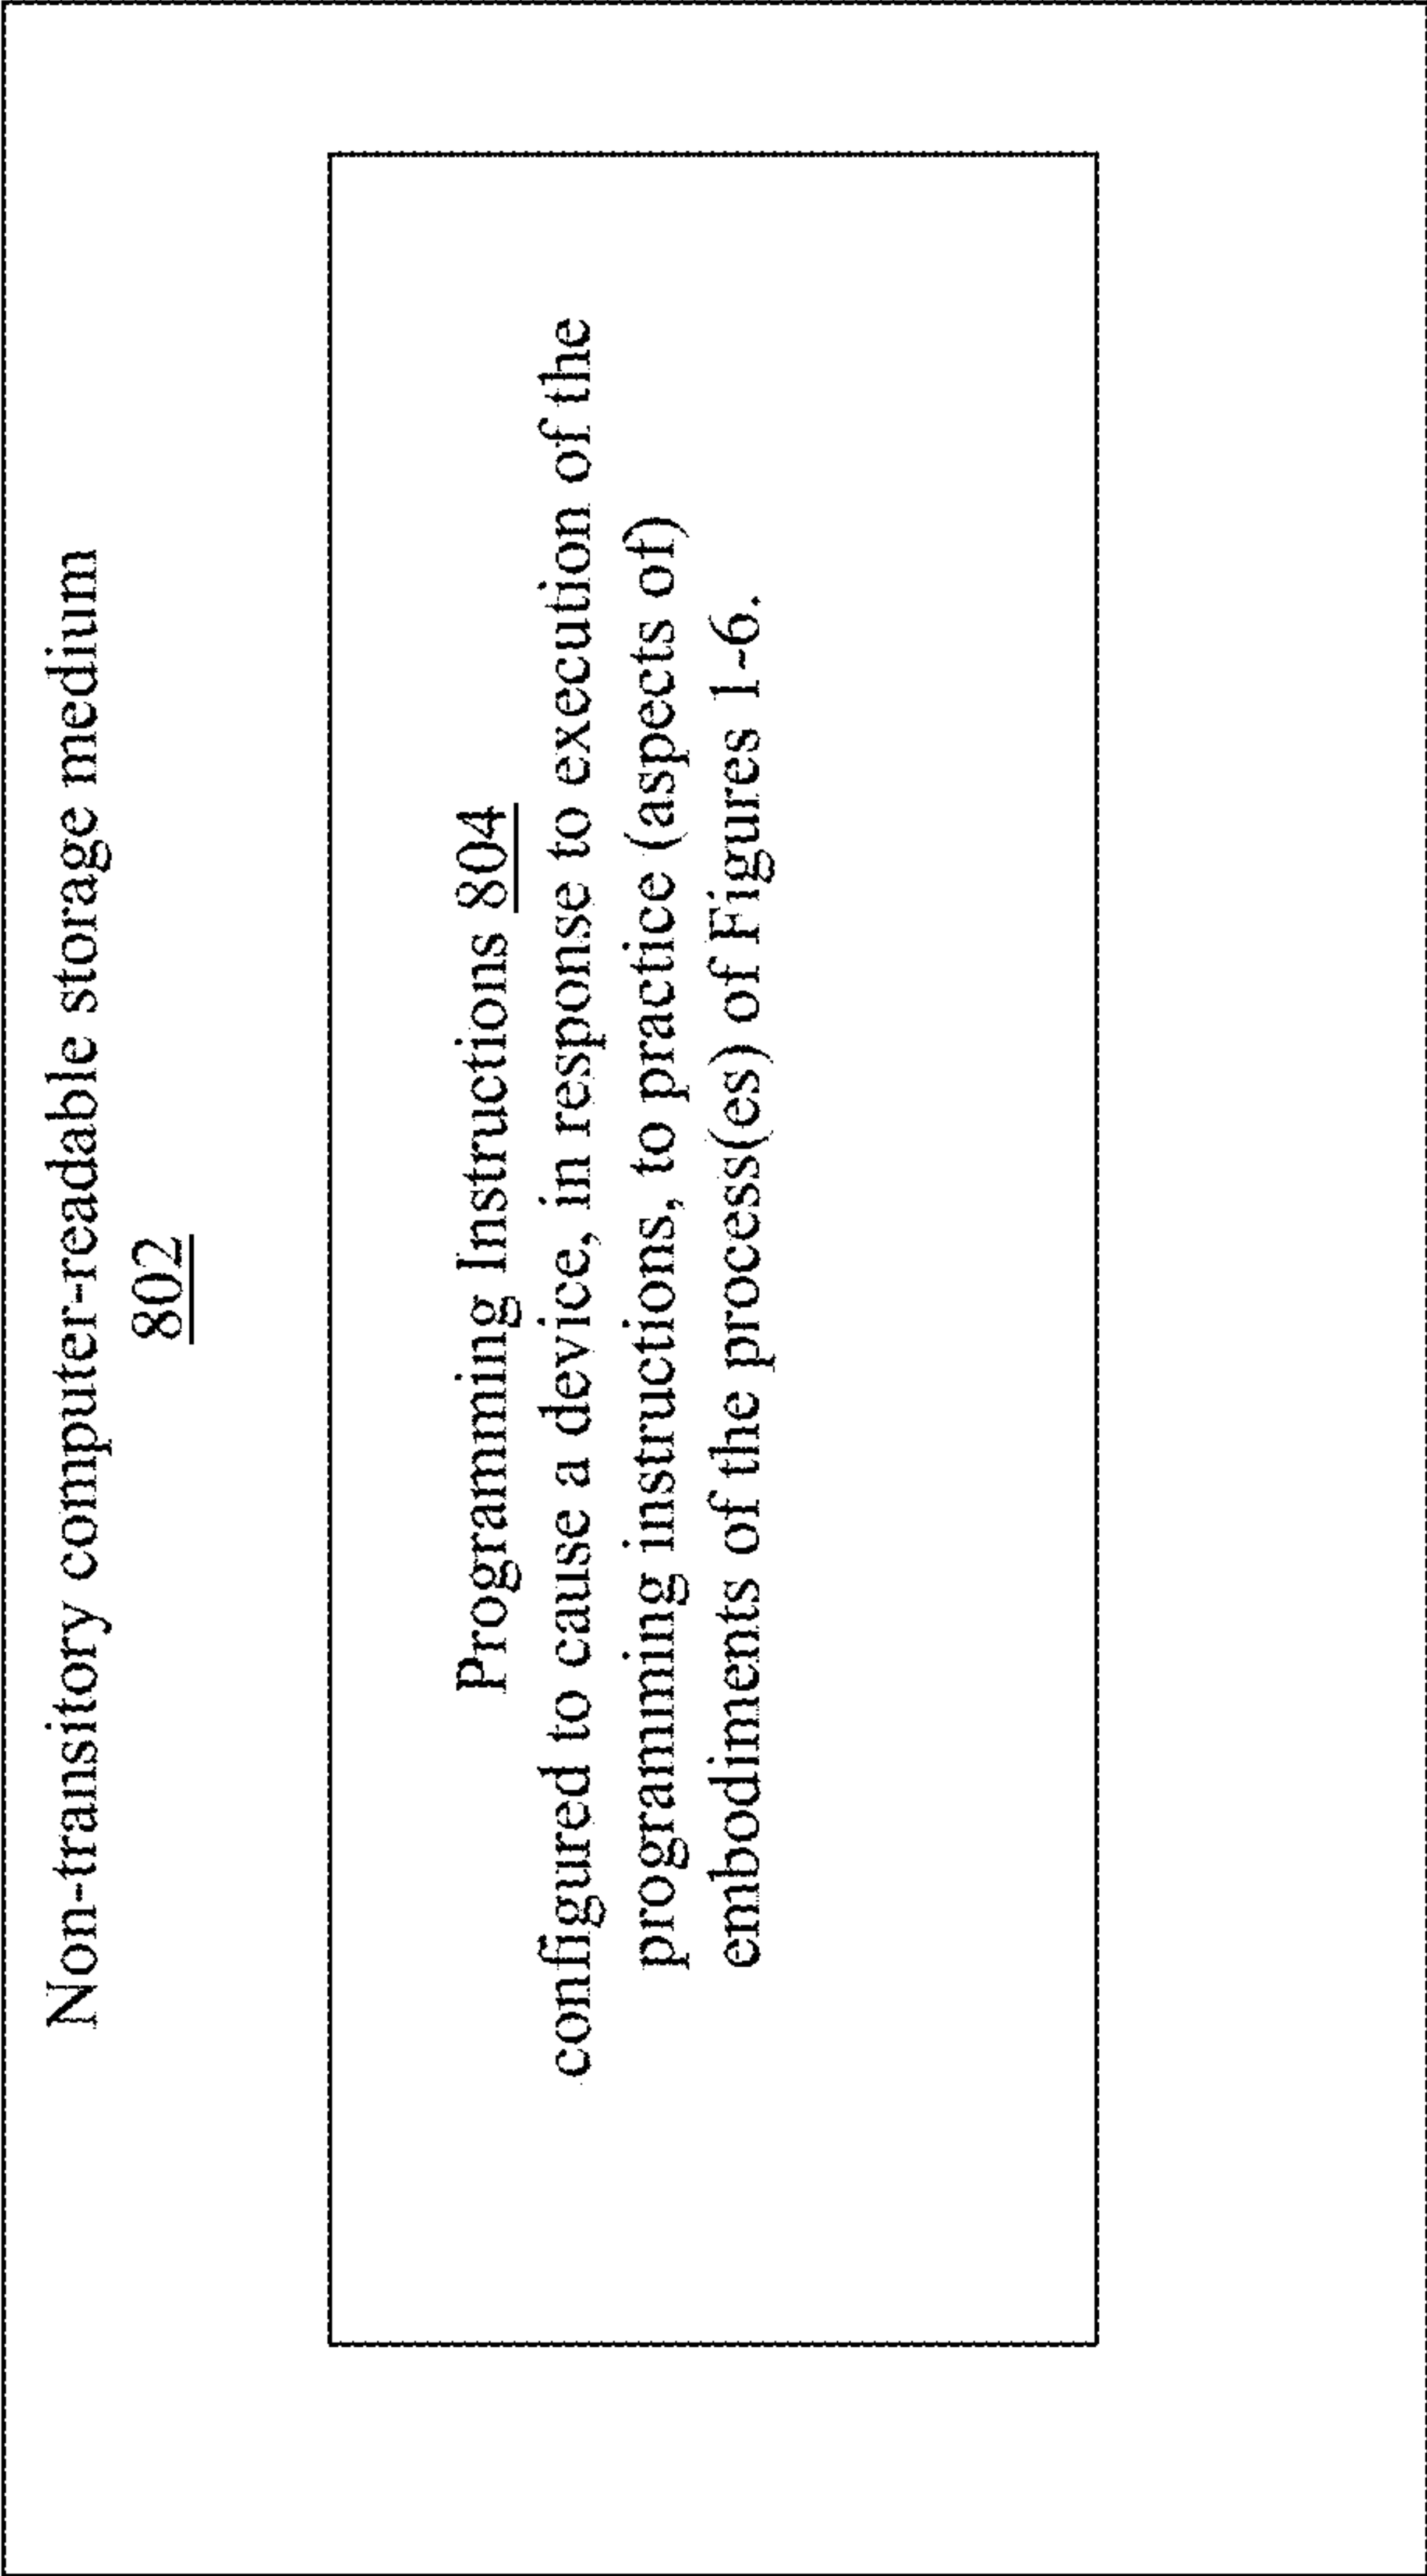 Non-transitory computer-readable storage medium
802
Programming Instructions 804
configured to cause a device, in response to execution of the
programming instructions, to practice (aspects of)
embodiments of the process(es) of Figures 1-6.